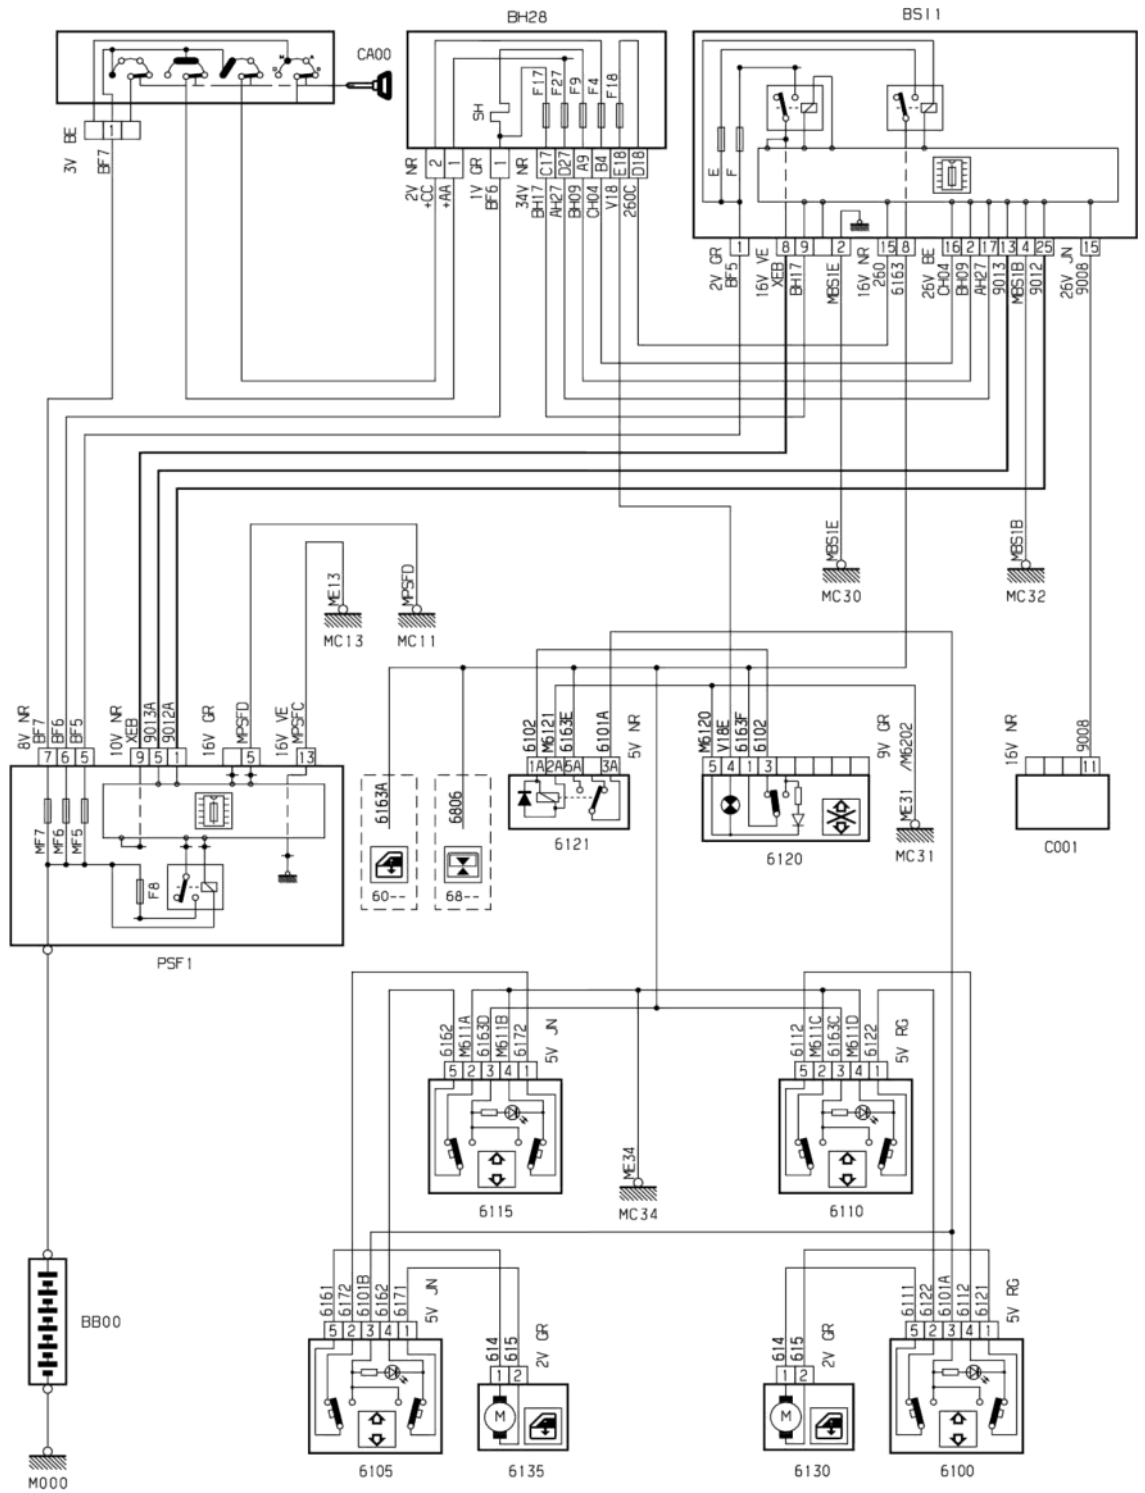 BH28
BSI1
CA00
3V BE
1
BF7
SH
F17
F27
F9
F4
F18
2V NR
2
1
+CC
+AA
1V GR
1
BF6
34V NR
C17
D27
A9
B4
E18
D18
BH17
AH27
BH09
CH04
V18
260C
E
F
2V GR
1
BF5
16V VE
8
9
2
XEB
BH17
MBS1E
16V NR
15
8
260
6163
26V BE
16
2
17
13
4
25
CH04
BH09
AH27
9013
MBS1B
9012
26V JN
15
9008
MBS1E
MC30
MBS1B
MC32
ME13
MC13
MPSFD
MC11
8V NR
BF7
BF6
BF5
7
6
5
10V NR
XEB
9013A
9012A
9
5
1
16V GR
MPSFD
5
16V VE
MPSFC
13
MF7
MF6
MF5
F8
PSF1
6163A
60--
6806
68--
6102
M6121
6163E
6101A
5V NR
1A
2A
5A
3A
6121
M6120
V18E
6163F
6102
9V GR
5
4
1
3
6120
ME31 /M6202
MC31
16V NR
9008
11
C001
6162
M611A
6163D
M611B
6172
5V JN
5
2
3
4
1
6115
ME34
MC34
6112
M611C
6163C
M611D
6122
5V RG
5
2
3
4
1
6110
BB00
M000
6161
6172
6101B
6162
6171
5V JN
5
2
3
4
1
6105
614
615
2V GR
1
2
M
6135
614
615
2V GR
1
2
M
6130
6111
6122
6101A
6112
6121
5V RG
5
2
3
4
1
6100